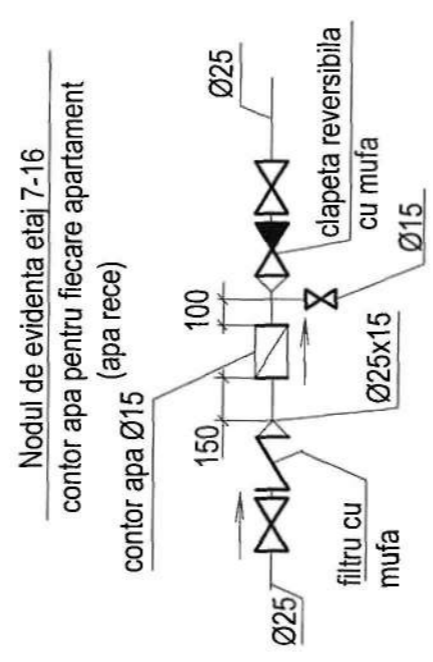 Nodul de evidenta etaj 7-16
contor apa pentru fiecare apartament
(apa rece)
contor apa Ø15
150
100
Ø25
Ø25
filtru cu
mufa
Ø25x15
Ø15
clapeta reversibila
cu mufa